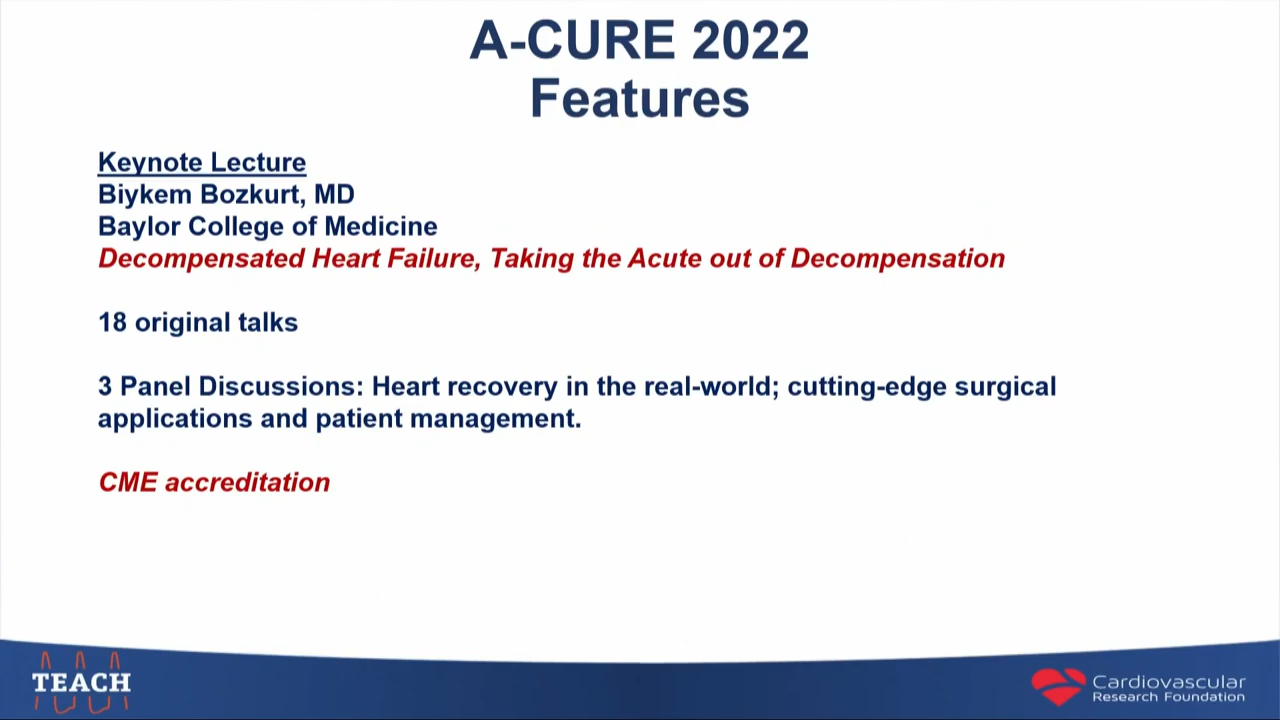 A-CURE 2022
Features
Keynote Lecture
Biykem Bozkurt, MD
Baylor College of Medicine
Decompensated Heart Failure, Taking the Acute out of Decompensation
18 original talks
3 Panel Discussions: Heart recovery in the real-world; cutting-edge surgical
applications and patient management.
CME accreditation
TEACH
Cardiovascular
Research Foundation